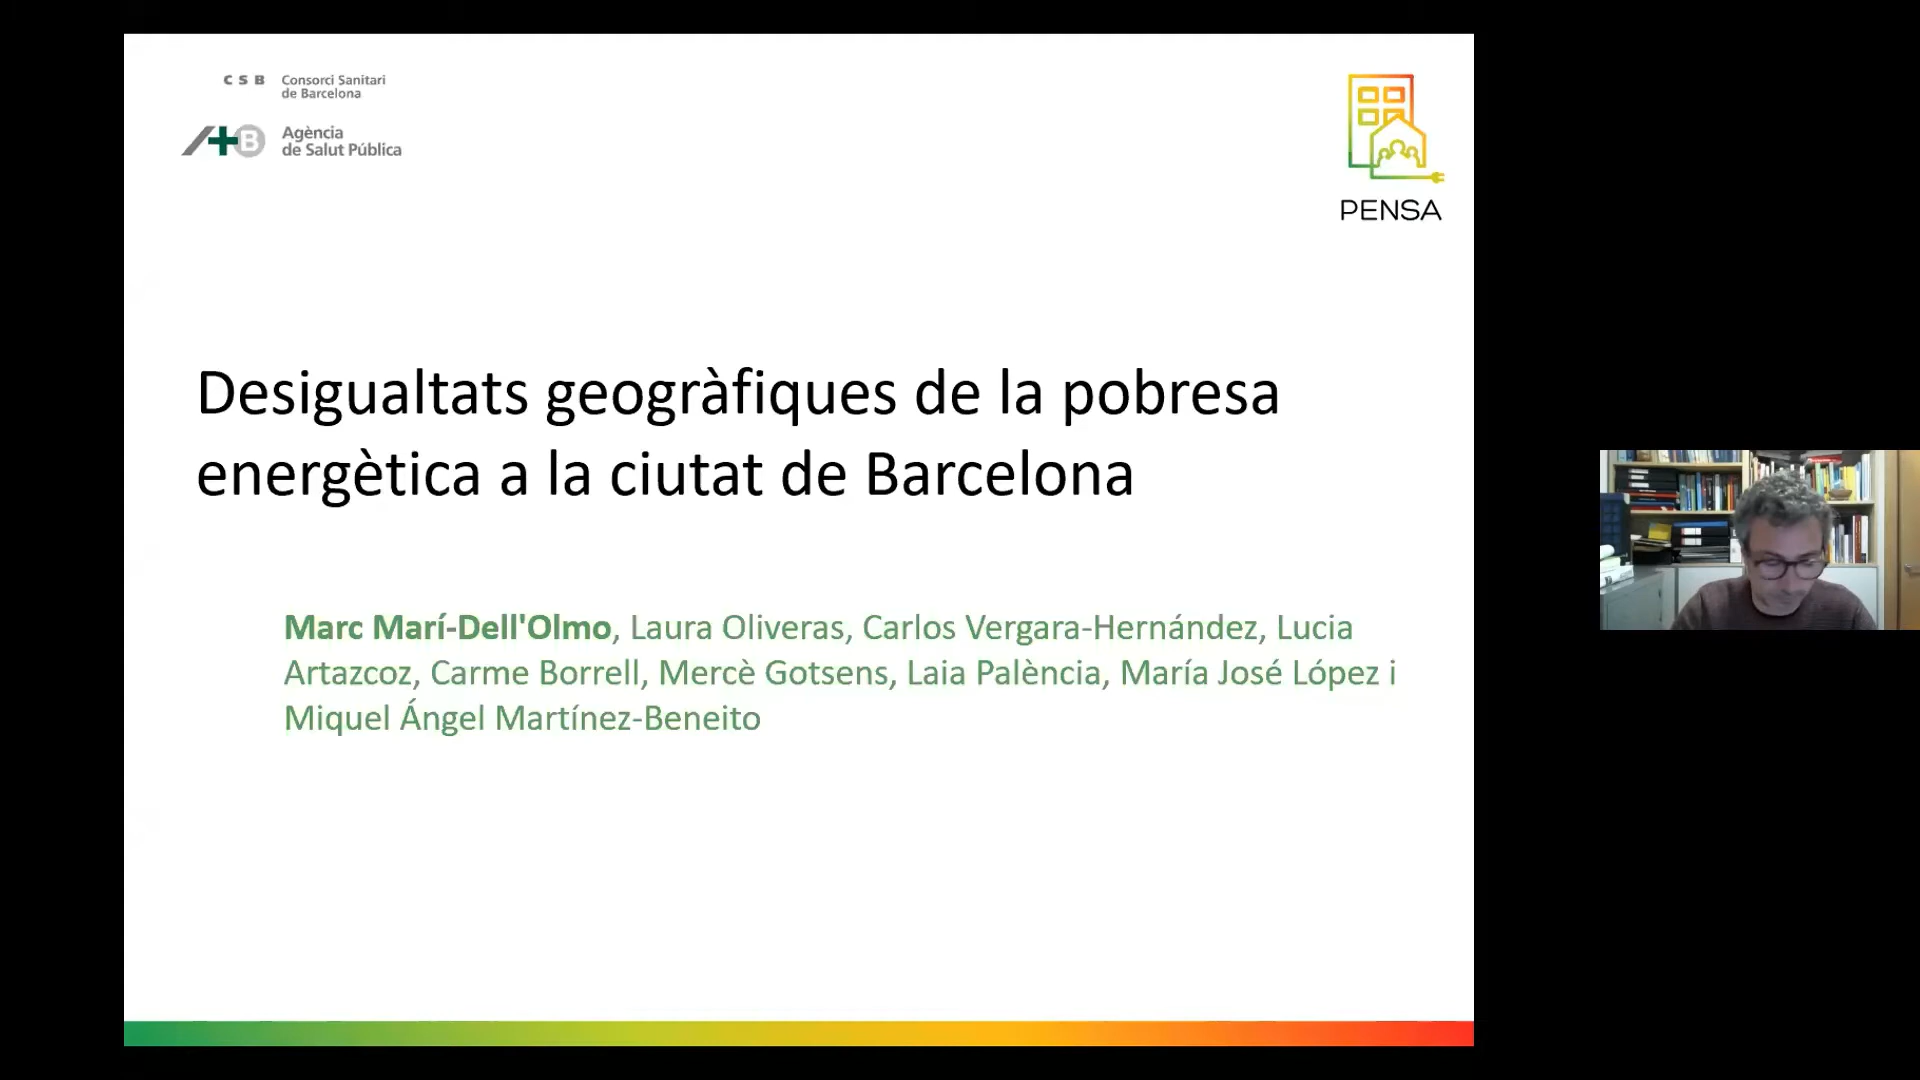 CSB Consorci Sanitari
de Barcelona
Agència
de Salut Pública
PENSA
Desigualtats geogràfiques de la pobresa
energètica a la ciutat de Barcelona
Marc Marí-Dell'Olmo, Laura Oliveras, Carlos Vergara-Hernández, Lucia
Artazcoz, Carme Borrell, Mercè Gotsens, Laia Palència, María José López i
Miquel Ángel Martínez-Beneito